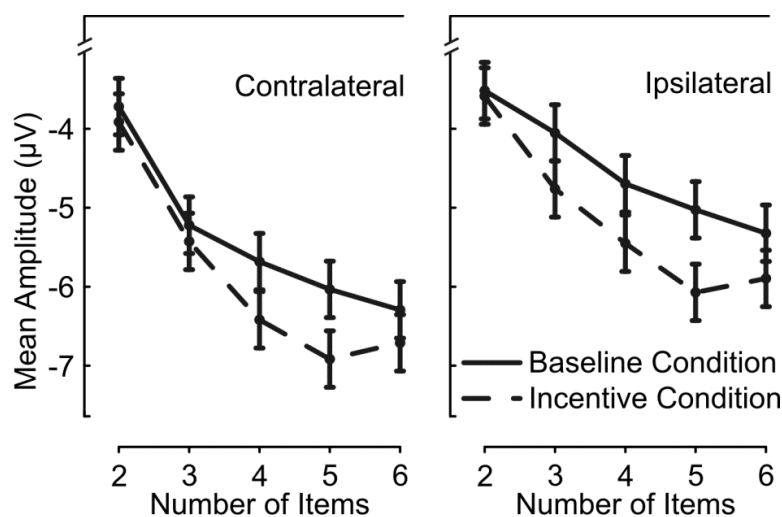 Contralateral
Ipsilateral
Mean Amplitude (µV)
-4
-5
-6
-7
Baseline Condition
Incentive Condition
2 3 4 5 6
2 3 4 5 6
Number of Items
Number of Items